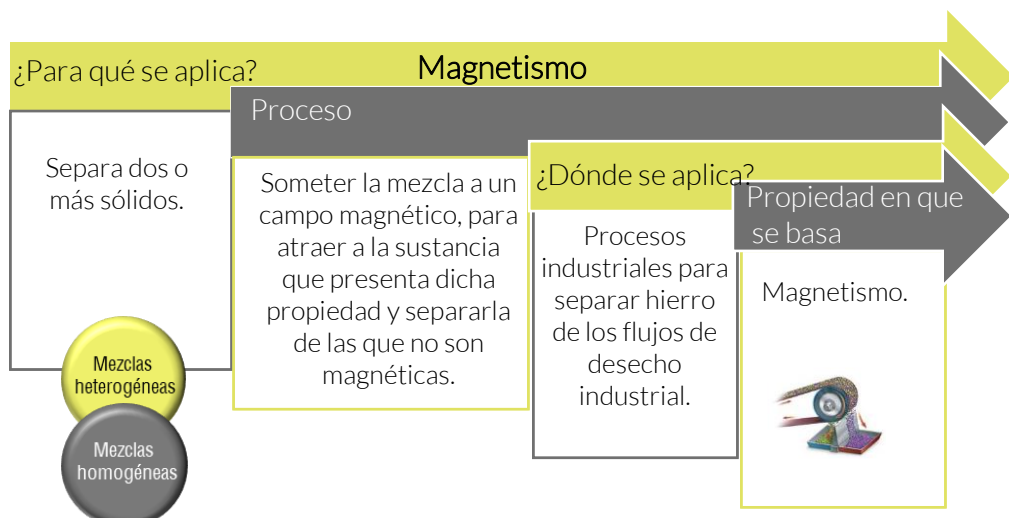 ¿Para qué se aplica?
Magnetismo
Proceso
Separa dos o
más sólidos.
Someter la mezcla a un
campo magnético, para
atraer a la sustancia
que presenta dicha
propiedad y separarla
de las que no son
magnéticas.
¿Dónde se aplica?
Procesos
industriales para
separar hierro
de los flujos de
desecho
industrial.
Propiedad en que
se basa
Magnetismo.
Mezclas
heterogéneas
Mezclas
homogéneas